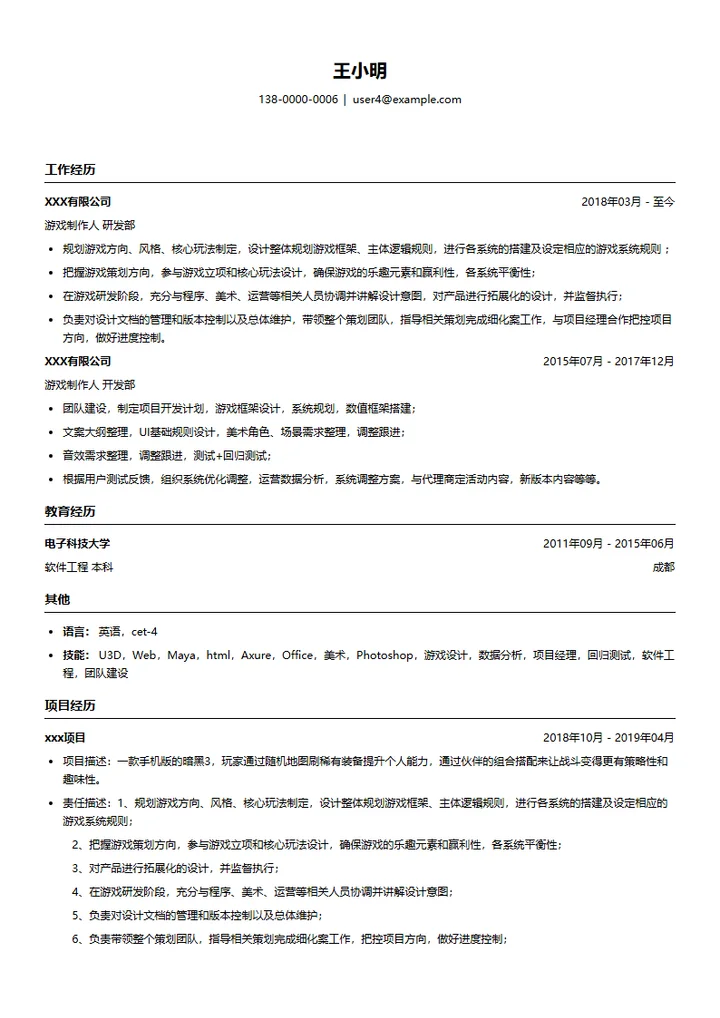 王小明
138-0000-0006 | user4@example.com
工作经历
XXX有限公司 2018年03月 - 至今
游戏制作人 研发部
• 规划游戏方向、风格、核心玩法制定，设计整体规划游戏框架、主体逻辑规则，进行各系统的搭建及设定相应的游戏系统规则；
• 把握游戏策划方向，参与游戏立项和核心玩法设计，确保游戏的乐趣元素和赢利性，各系统平衡性；
• 在游戏研发阶段，充分与程序、美术、运营等相关人员协调并讲解设计意图，对产品进行拓展化的设计，并监督执行；
• 负责对设计文档的管理和版本控制以及总体维护，带领整个策划团队，指导相关策划完成细化案工作，与项目经理合作把控项目
方向，做好进度控制。
XXX有限公司 2015年07月 - 2017年12月
游戏制作人 开发部
• 团队建设，制定项目开发计划，游戏框架设计，系统规划，数值框架搭建；
• 文案大纲整理，UI基础规则设计，美术角色、场景需求整理，调整跟进；
• 音效需求整理，调整跟进，测试+回归测试；
• 根据用户测试反馈，组织系统优化调整，运营数据分析，系统调整方案，与代理商定活动内容，新版本内容等等。
教育经历
电子科技大学 2011年09月 - 2015年06月
软件工程 本科 成都
其他
• 语言： 英语，cet-4
• 技能： U3D，Web，Maya，html，Axure，Office，美术，Photoshop，游戏设计，数据分析，项目经理，回归测试，软件工
程，团队建设
项目经历
xxx项目 2018年10月 - 2019年04月
• 项目描述：一款手机版的暗黑3，玩家通过随机地图刷稀有装备提升个人能力，通过伙伴的组合搭配来让战斗变得更有策略性和
趣味性。
• 责任描述：1、规划游戏方向、风格、核心玩法制定，设计整体规划游戏框架、主体逻辑规则，进行各系统的搭建及设定相应的
游戏系统规则；
2、把握游戏策划方向，参与游戏立项和核心玩法设计，确保游戏的乐趣元素和赢利性，各系统平衡性；
3、对产品进行拓展化的设计，并监督执行；
4、在游戏研发阶段，充分与程序、美术、运营等相关人员协调并讲解设计意图；
5、负责对设计文档的管理和版本控制以及总体维护；
6、负责带领整个策划团队，指导相关策划完成细化案工作，把控项目方向，做好进度控制；